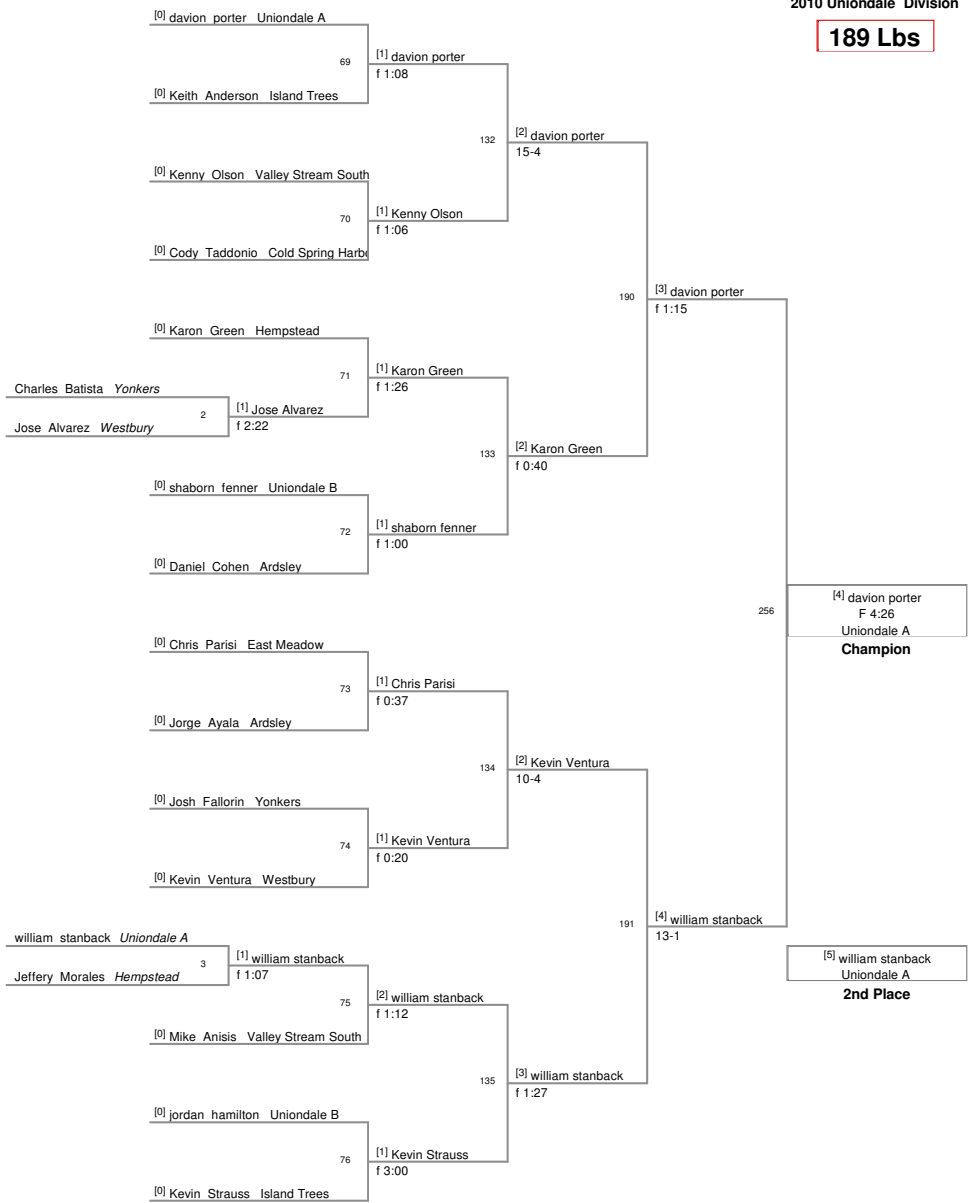 2010 Uniondale Division
189 Lbs
[0] davion porter Uniondale A
69
[1] davion porter
f 1:08
[0] Keith Anderson Island Trees
132
[2] davion porter
15-4
[0] Kenny Olson Valley Stream South
70
[1] Kenny Olson
f 1:06
[0] Cody Taddonio Cold Spring Harb
190
[3] davion porter
f 1:15
[0] Karon Green Hempstead
71
[1] Karon Green
f 1:26
Charles Batista Yonkers
2
[1] Jose Alvarez
f 2:22
Jose Alvarez Westbury
133
[2] Karon Green
f 0:40
[0] shaborn fenner Uniondale B
72
[1] shaborn fenner
f 1:00
[0] Daniel Cohen Ardsley
256
[4] davion porter
F 4:26
Uniondale A
Champion
[0] Chris Parisi East Meadow
73
[1] Chris Parisi
f 0:37
[0] Jorge Ayala Ardsley
134
[2] Kevin Ventura
10-4
[0] Josh Fallorin Yonkers
74
[1] Kevin Ventura
f 0:20
[0] Kevin Ventura Westbury
191
[4] william stanback
13-1
william stanback Uniondale A
3
[1] william stanback
f 1:07
Jeffery Morales Hempstead
[5] william stanback
Uniondale A
2nd Place
75
[2] william stanback
f 1:12
[0] Mike Anisis Valley Stream South
135
[3] william stanback
f 1:27
[0] jordan hamilton Uniondale B
76
[1] Kevin Strauss
f 3:00
[0] Kevin Strauss Island Trees